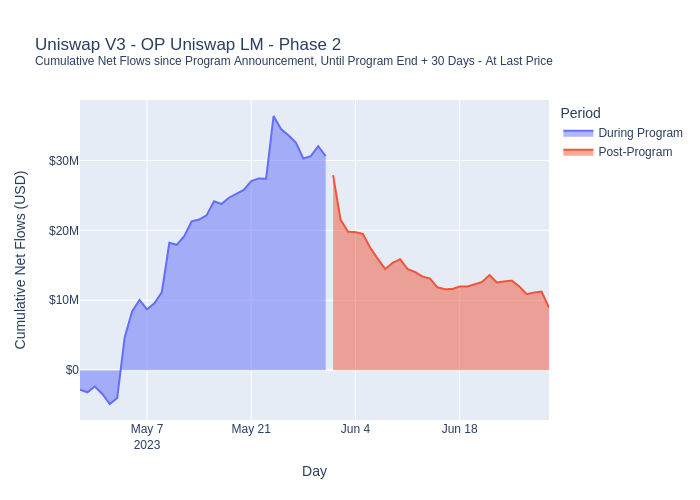 Uniswap V3 - OP Uniswap LM - Phase 2
Cumulative Net Flows since Program Announcement, Until Program End + 30 Days - At Last Price
Period
During Program
Post-Program
Cumulative Net Flows (USD)
$30M
$20M
$10M
$0
May 7
2023
May 21
Jun 4
Jun 18
Day